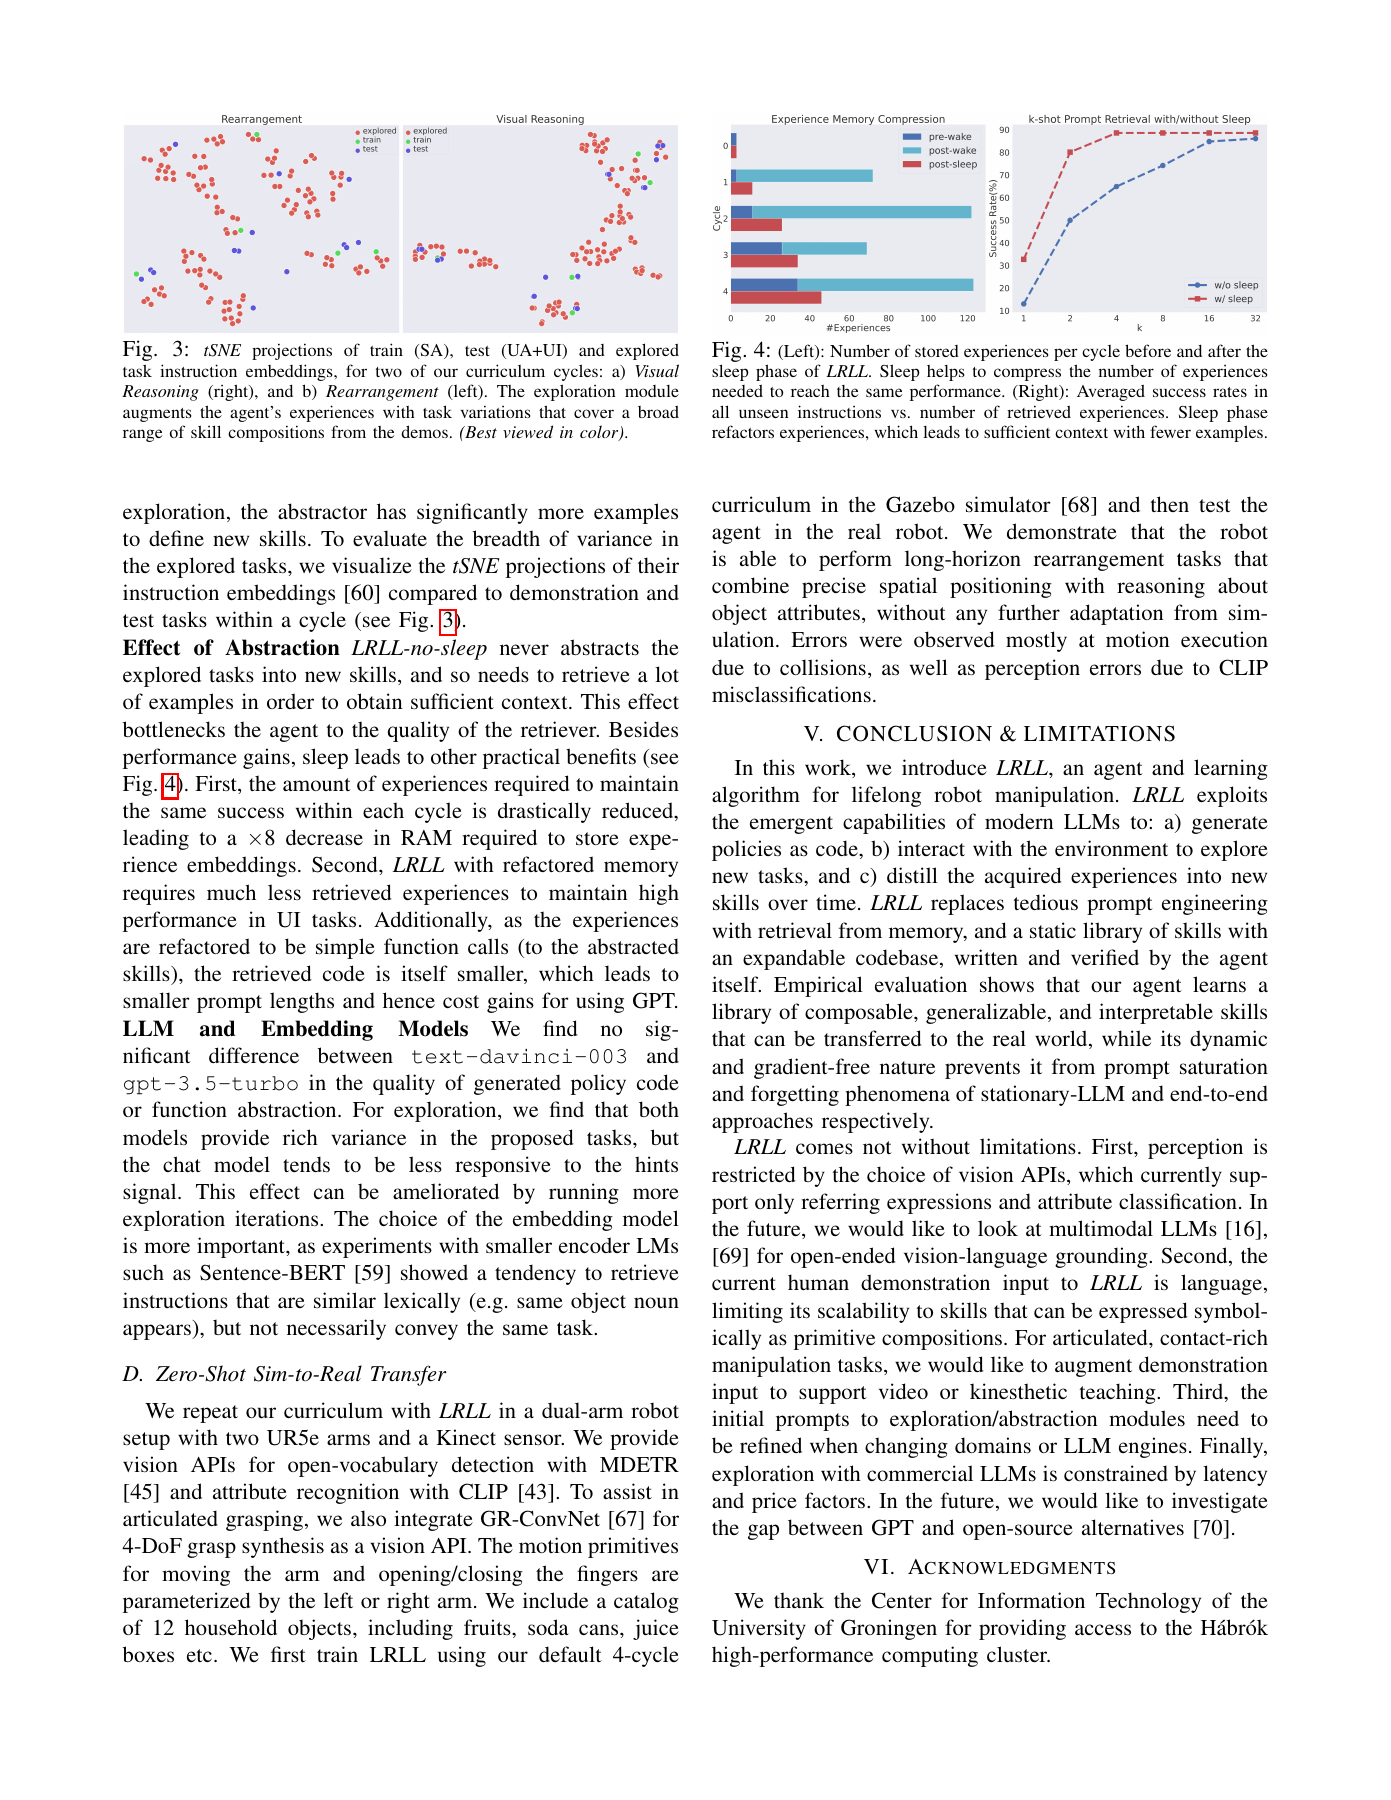 Rearrangement
explored
train
test
Visual Reasoning
explored
train
test
Fig. 3: tSNE projections of train (SA), test (UA+UI) and explored
task instruction embeddings, for two of our curriculum cycles: a) Visual
Reasoning (right), and b) Rearrangement (left). The exploration module
augments the agent's experiences with task variations that cover a broad
range of skill compositions from the demos. (Best viewed in color).
Experience Memory Compression
pre-wake
post-wake
post-sleep
Cycle
0
1
2
3
4
0 20 40 60 80 100 120
#Experiences
k-shot Prompt Retrieval with/without Sleep
Success Rate(%)
90
80
70
60
50
40
30
20
10
w/o sleep
w/ sleep
1 2 4 8 16 32
k
Fig. 4: (Left): Number of stored experiences per cycle before and after the
sleep phase of LRLL. Sleep helps to compress the number of experiences
needed to reach the same performance. (Right): Averaged success rates in
all unseen instructions vs. number of retrieved experiences. Sleep phase
refactors experiences, which leads to sufficient context with fewer examples.
exploration, the abstractor has significantly more examples
to define new skills. To evaluate the breadth of variance in
the explored tasks, we visualize the tSNE projections of their
instruction embeddings [60] compared to demonstration and
test tasks within a cycle (see Fig. 3).
Effect of Abstraction LRLL-no-sleep never abstracts the
explored tasks into new skills, and so needs to retrieve a lot
of examples in order to obtain sufficient context. This effect
bottlenecks the agent to the quality of the retriever. Besides
performance gains, sleep leads to other practical benefits (see
Fig. 4). First, the amount of experiences required to maintain
the same success within each cycle is drastically reduced,
leading to a ×8 decrease in RAM required to store expe-
rience embeddings. Second, LRLL with refactored memory
requires much less retrieved experiences to maintain high
performance in UI tasks. Additionally, as the experiences
are refactored to be simple function calls (to the abstracted
skills), the retrieved code is itself smaller, which leads to
smaller prompt lengths and hence cost gains for using GPT.
LLM and Embedding Models We find no sig-
nificant difference between text-davinci-003 and
gpt-3.5-turbo in the quality of generated policy code
or function abstraction. For exploration, we find that both
models provide rich variance in the proposed tasks, but
the chat model tends to be less responsive to the hints
signal. This effect can be ameliorated by running more
exploration iterations. The choice of the embedding model
is more important, as experiments with smaller encoder LMs
such as Sentence-BERT [59] showed a tendency to retrieve
instructions that are similar lexically (e.g. same object noun
appears), but not necessarily convey the same task.
D. Zero-Shot Sim-to-Real Transfer
We repeat our curriculum with LRLL in a dual-arm robot
setup with two UR5e arms and a Kinect sensor. We provide
vision APIs for open-vocabulary detection with MDETR
[45] and attribute recognition with CLIP [43]. To assist in
articulated grasping, we also integrate GR-ConvNet [67] for
4-DoF grasp synthesis as a vision API. The motion primitives
for moving the arm and opening/closing the fingers are
parameterized by the left or right arm. We include a catalog
of 12 household objects, including fruits, soda cans, juice
boxes etc. We first train LRLL using our default 4-cycle
curriculum in the Gazebo simulator [68] and then test the
agent in the real robot. We demonstrate that the robot
is able to perform long-horizon rearrangement tasks that
combine precise spatial positioning with reasoning about
object attributes, without any further adaptation from sim-
ulation. Errors were observed mostly at motion execution
due to collisions, as well as perception errors due to CLIP
misclassifications.
V. CONCLUSION & LIMITATIONS
In this work, we introduce LRLL, an agent and learning
algorithm for lifelong robot manipulation. LRLL exploits
the emergent capabilities of modern LLMs to: a) generate
policies as code, b) interact with the environment to explore
new tasks, and c) distill the acquired experiences into new
skills over time. LRLL replaces tedious prompt engineering
with retrieval from memory, and a static library of skills with
an expandable codebase, written and verified by the agent
itself. Empirical evaluation shows that our agent learns a
library of composable, generalizable, and interpretable skills
that can be transferred to the real world, while its dynamic
and gradient-free nature prevents it from prompt saturation
and forgetting phenomena of stationary-LLM and end-to-end
approaches respectively.
LRLL comes not without limitations. First, perception is
restricted by the choice of vision APIs, which currently sup-
port only referring expressions and attribute classification. In
the future, we would like to look at multimodal LLMs [16],
[69] for open-ended vision-language grounding. Second, the
current human demonstration input to LRLL is language,
limiting its scalability to skills that can be expressed symbol-
ically as primitive compositions. For articulated, contact-rich
manipulation tasks, we would like to augment demonstration
input to support video or kinesthetic teaching. Third, the
initial prompts to exploration/abstraction modules need to
be refined when changing domains or LLM engines. Finally,
exploration with commercial LLMs is constrained by latency
and price factors. In the future, we would like to investigate
the gap between GPT and open-source alternatives [70].
VI. ACKNOWLEDGMENTS
We thank the Center for Information Technology of the
University of Groningen for providing access to the Hábrók
high-performance computing cluster.